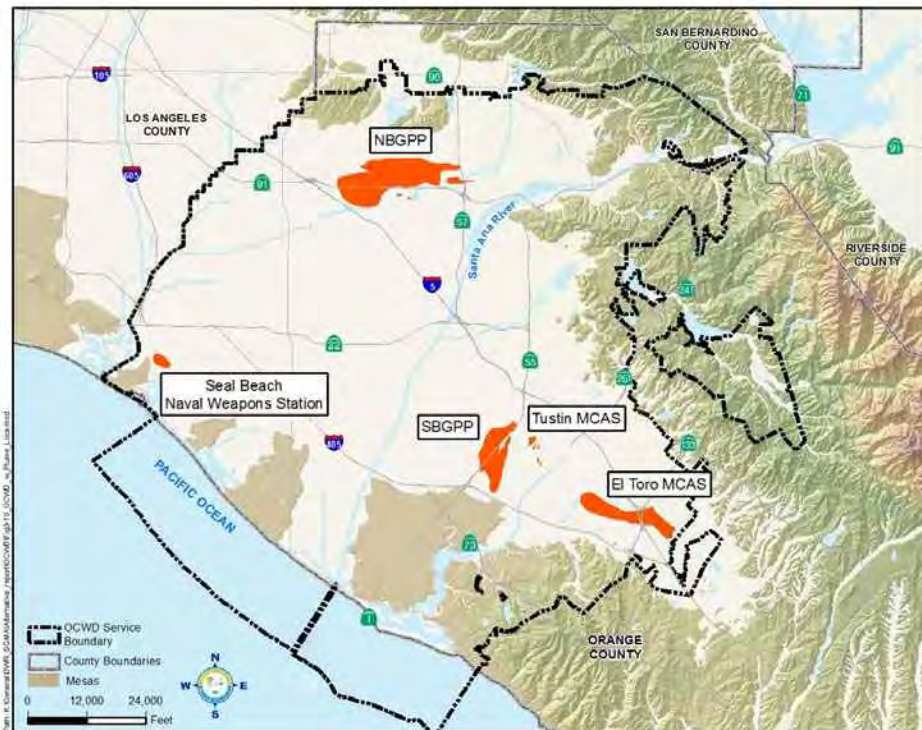 SAN BERNARDINO
COUNTY
105
90
71
LOS ANGELES
COUNTY
NBGPP
91
605
91
57
Santa Ana River
RIVERSIDE
COUNTY
5
241
22
55
261
Seal Beach
Naval Weapons Station
SBGPP
Tustin MCAS
405
133
El Toro MCAS
PACIFIC OCEAN
73
1
ORANGE
COUNTY
OCWD Service
Boundary
County Boundaries
Mesas
N
W E
S
0 12,000 24,000
Feet